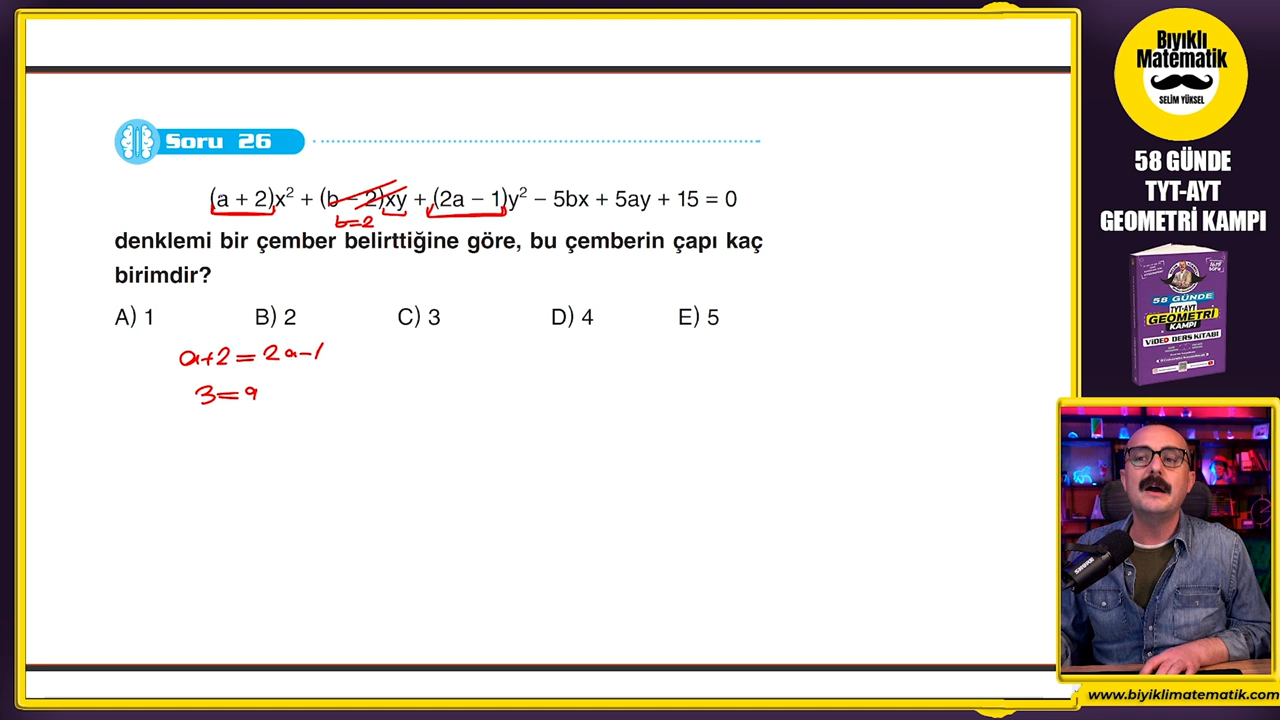 Bıyıklı
Matematik
SELİM YÜKSEL
58 GÜNDE
TYT-AYT
GEOMETRİ KAMPI
Soru 26
(a + 2)x² + (b − 2)xy + (2a − 1)y² − 5bx + 5ay + 15 = 0
b=2
denklemi bir çember belirttiğine göre, bu çemberin çapı kaç
birimdir?
A) 1 B) 2 C) 3 D) 4 E) 5
a+2 = 2a-1
3 = a
58 GÜNDE
TYT-AYT
GEOMETRİ
KAMPI
VİDEO DERS KİTABI
www.biyiklimatematik.com